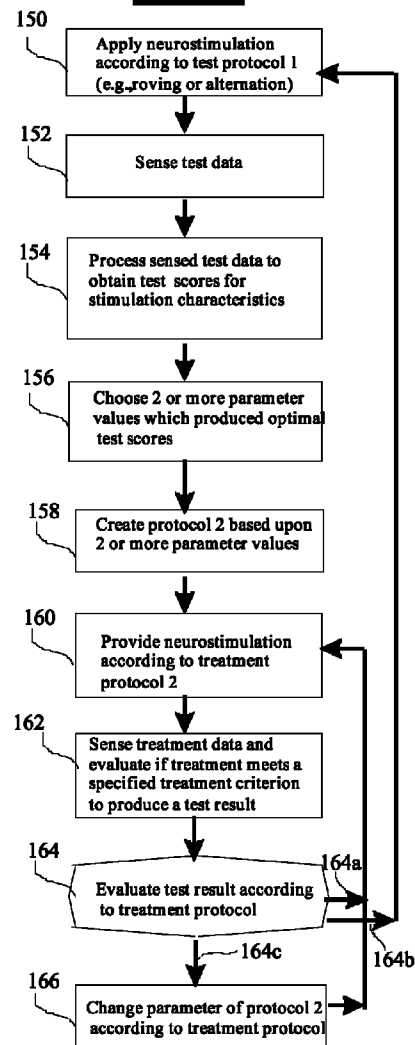 150
Apply neurostimulation
according to test protocol 1
(e.g.,roving or alternation)
152
Sense test data
154
Process sensed test data to
obtain test scores for
stimulation characteristics
156
Choose 2 or more parameter
values which produced optimal
test scores
158
Create protocol 2 based upon
2 or more parameter values
160
Provide neurostimulation
according to treatment
protocol 2
162
Sense treatment data and
evaluate if treatment meets a
specified treatment criterion
to produce a test result
164
164a
Evaluate test result according
to treatment protocol
164b
164c
166
Change parameter of protocol 2
according to treatment protocol